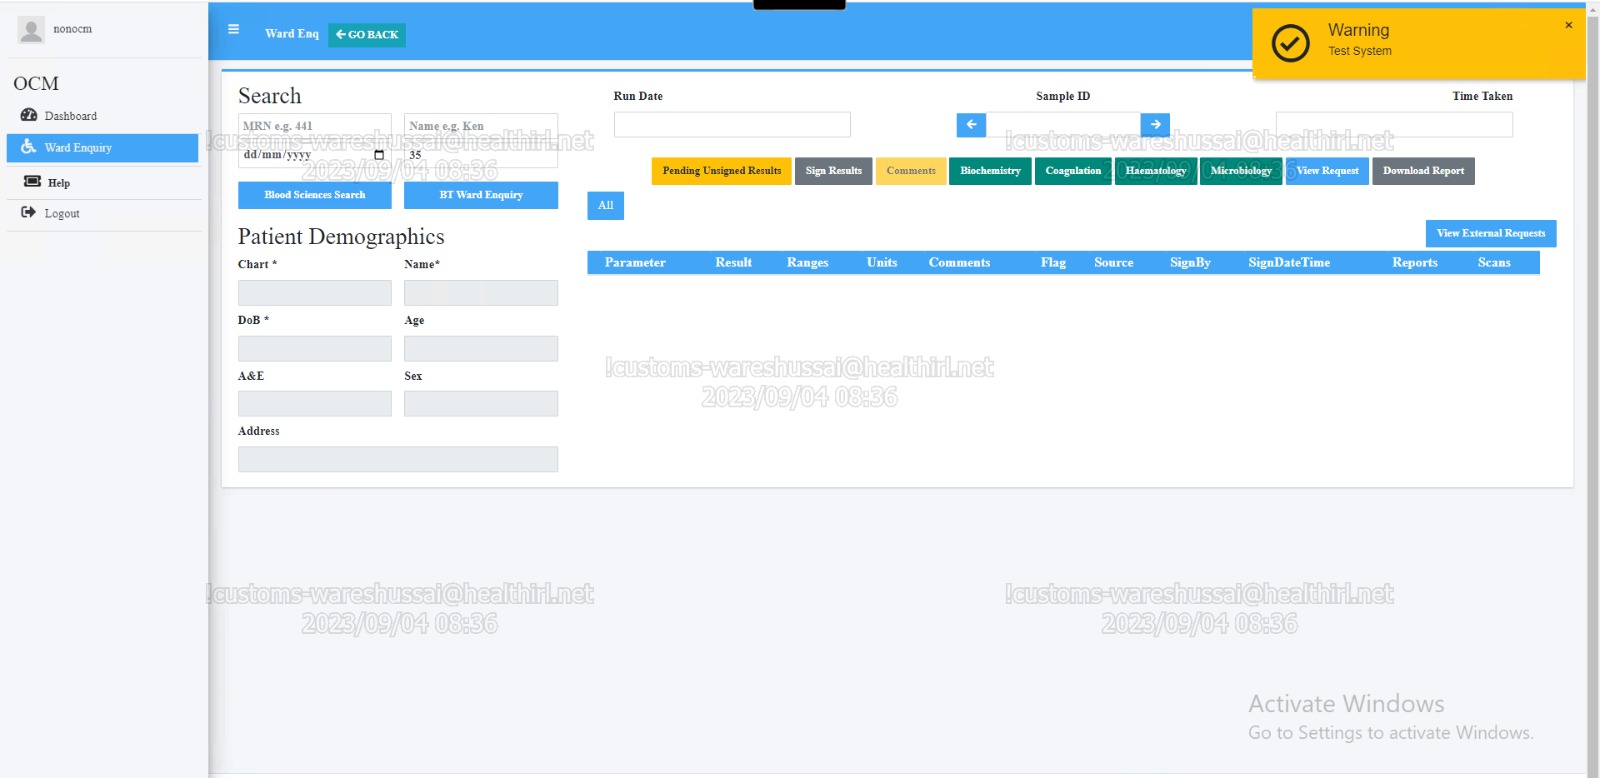 nonocm
OCM
Dashboard
Ward Enquiry
Help
Logout
Ward Enq
GO BACK
Warning
Test System
×
Search
MRN e.g. 441
Name e.g. Ken
dd/mm/yyyy
35
Blood Sciences Search
BT Ward Enquiry
Patient Demographics
Chart *
Name*
DoB *
Age
A&E
Sex
Address
Run Date
Sample ID
Time Taken
Pending Unsigned Results
Sign Results
Comments
Biochemistry
Coagulation
Haematology
Microbiology
View Request
Download Report
All
View External Requests
Parameter Result Ranges Units Comments Flag Source SignBy SignDateTime Reports Scans
!customs-wareshussai@healthirl.net
2023/09/04 08:36
!customs-wareshussai@healthirl.net
2023/09/04 08:36
!customs-wareshussai@healthirl.net
2023/09/04 08:36
!customs-wareshussai@healthirl.net
2023/09/04 08:36
!customs-wareshussai@healthirl.net
2023/09/04 08:36
Activate Windows
Go to Settings to activate Windows.